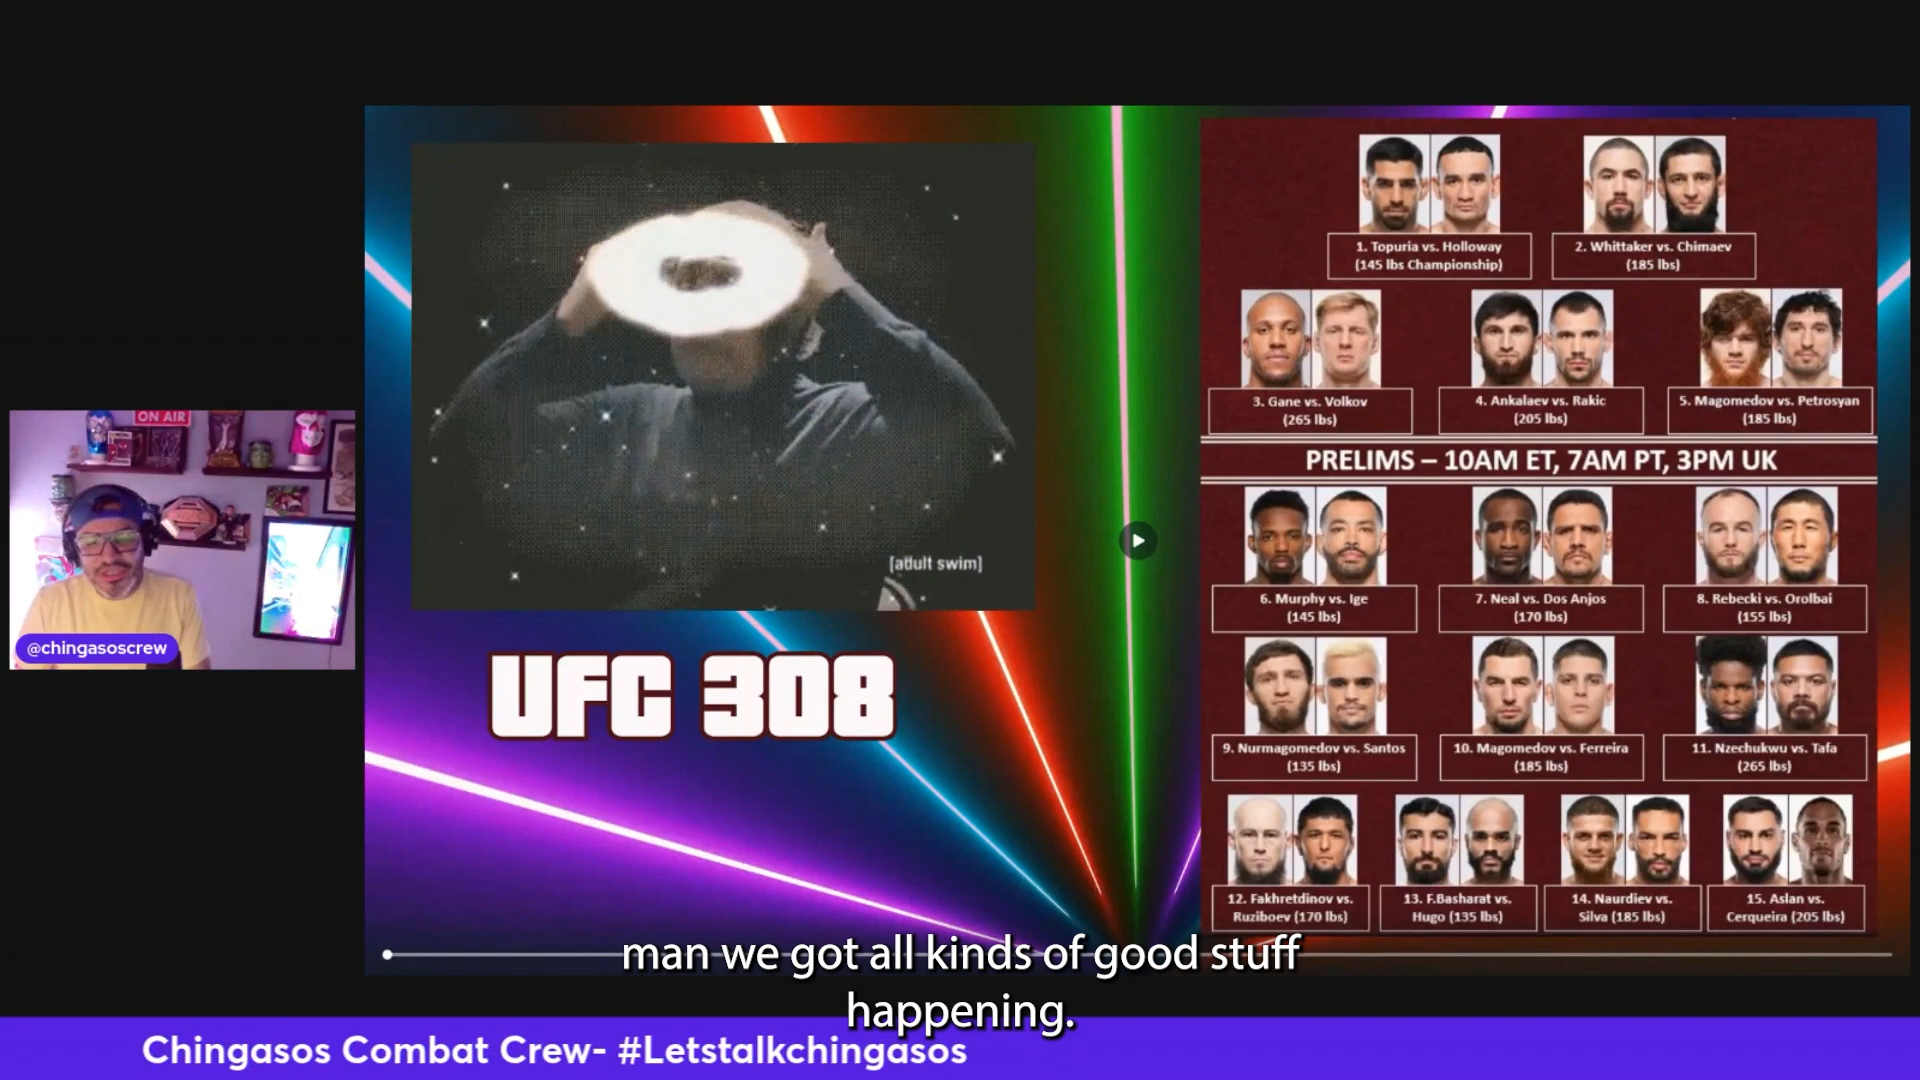 ON AIR
@chingasoscrew
[adult swim]
UFC 308
1. Topuria vs. Holloway
(145 lbs Championship)
2. Whittaker vs. Chimaev
(185 lbs)
3. Gane vs. Volkov
(265 lbs)
4. Ankalaev vs. Rakic
(205 lbs)
5. Magomedov vs. Petrosyan
(185 lbs)
PRELIMS – 10AM ET, 7AM PT, 3PM UK
6. Murphy vs. Ige
(145 lbs)
7. Neal vs. Dos Anjos
(170 lbs)
8. Rebecki vs. Orolbai
(155 lbs)
9. Nurmagomedov vs. Santos
(135 lbs)
10. Magomedov vs. Ferreira
(185 lbs)
11. Nzechukwu vs. Tafa
(265 lbs)
12. Fakhretdinov vs.
Ruziboev (170 lbs)
13. F.Basharat vs.
Hugo (135 lbs)
14. Naurdiev vs.
Silva (185 lbs)
15. Aslan vs.
Cerqueira (205 lbs)
man we got all kinds of good stuff
happening.
Chingasos Combat Crew- #Letstalkchingasos